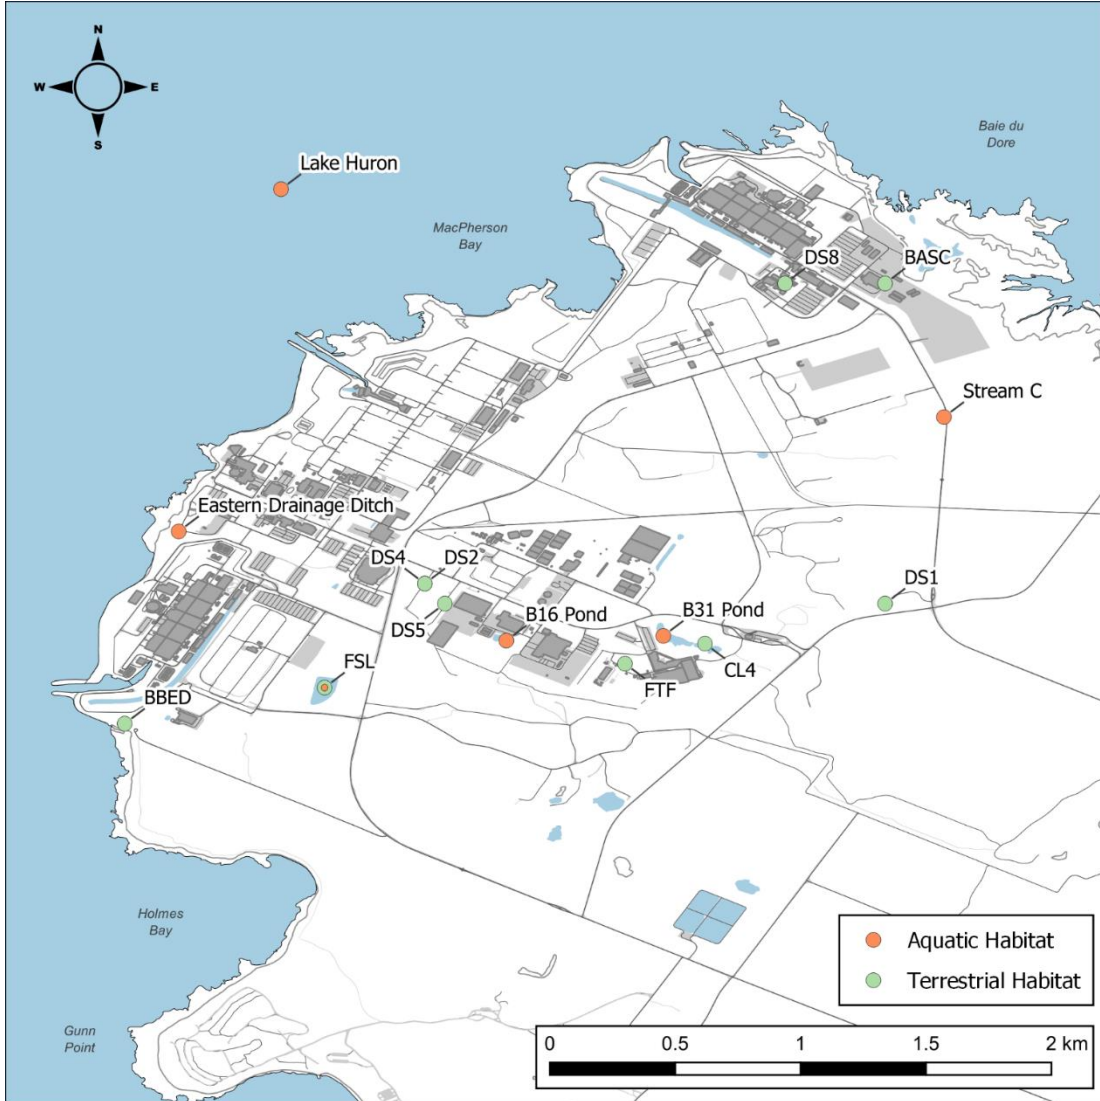 N
W
E
S
Baie du
Dore
Lake Huron
MacPherson
Bay
DS8
BASC
Stream C
Eastern Drainage Ditch
DS4
DS2
DS1
DS5
B16 Pond
B31 Pond
FSL
FTF
CL4
BBED
Holmes
Bay
Aquatic Habitat
Terrestrial Habitat
Gunn
Point
0
0.5
1
1.5
2 km